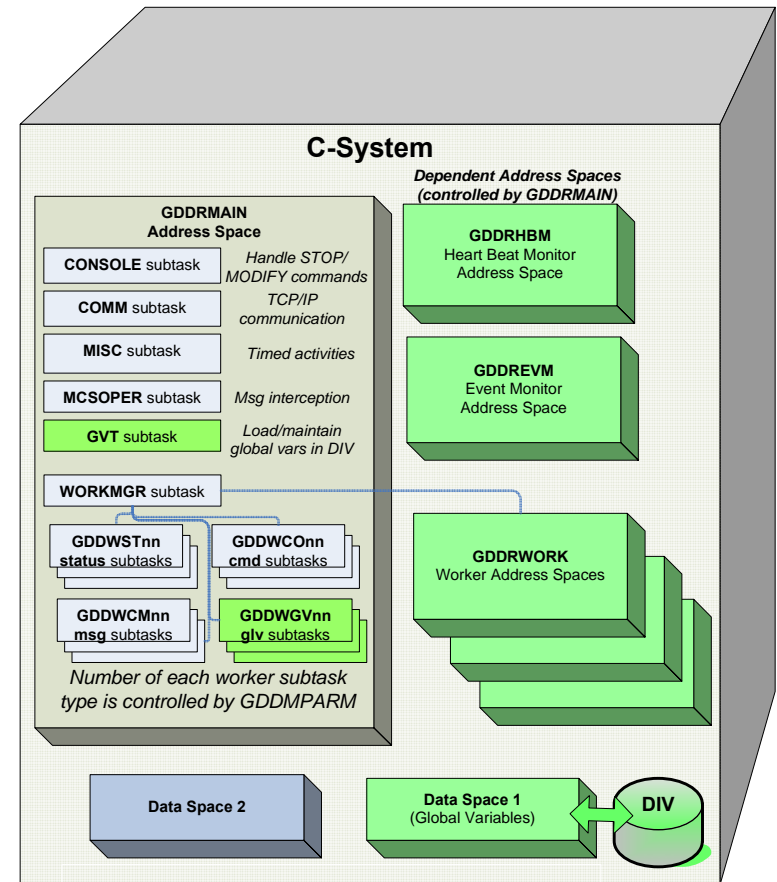 C-System
Dependent Address Spaces
(controlled by GDDRMAIN)
GDDRMAIN
Address Space
CONSOLE subtask
Handle STOP/
MODIFY commands
COMM subtask
TCP/IP
communication
MISC subtask
Timed activities
MCSOPER subtask
Msg interception
GVT subtask
Load/maintain
global vars in DIV
WORKMGR subtask
GDDWSTnn
status subtasks
GDDWCOnn
cmd subtasks
GDDWCMnn
msg subtasks
GDDWGVnn
glv subtasks
Number of each worker subtask
type is controlled by GDDMPARM
GDDRHBM
Heart Beat Monitor
Address Space
GDDREVM
Event Monitor
Address Space
GDDRWORK
Worker Address Spaces
Data Space 2
Data Space 1
(Global Variables)
DIV